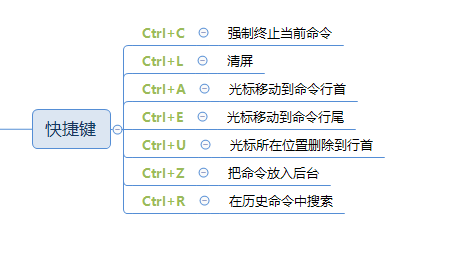 快捷键
Ctrl+C 强制终止当前命令
Ctrl+L 清屏
Ctrl+A 光标移动到命令行首
Ctrl+E 光标移动到命令行尾
Ctrl+U 光标所在位置删除到行首
Ctrl+Z 把命令放入后台
Ctrl+R 在历史命令中搜索